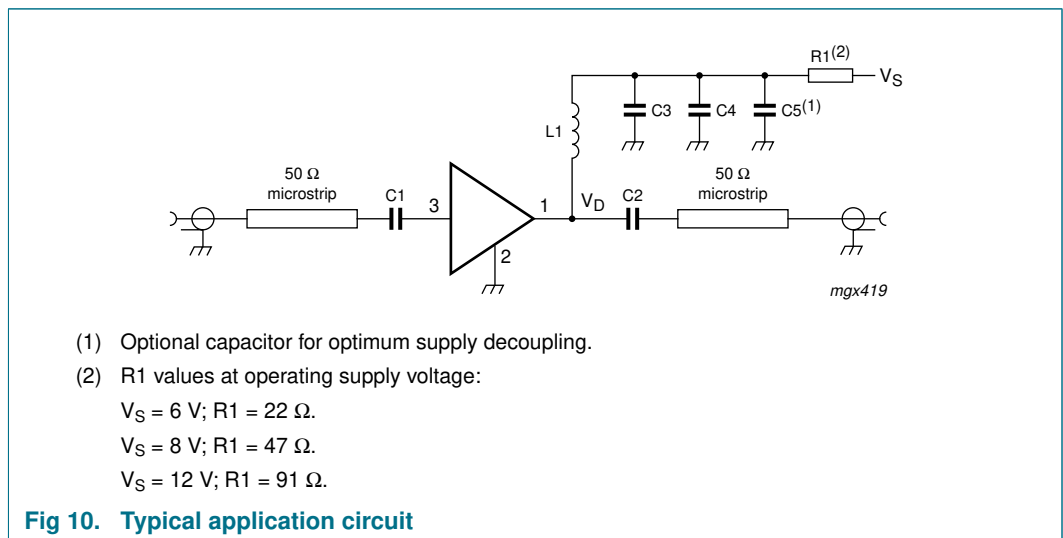 R1(2)
VS
C3
C4
C5(1)
L1
50 Ω
microstrip
C1
3
1
VD
C2
50 Ω
microstrip
2
mgx419
(1) Optional capacitor for optimum supply decoupling.
(2) R1 values at operating supply voltage:
VS = 6 V; R1 = 22 Ω.
VS = 8 V; R1 = 47 Ω.
VS = 12 V; R1 = 91 Ω.
Fig 10. Typical application circuit